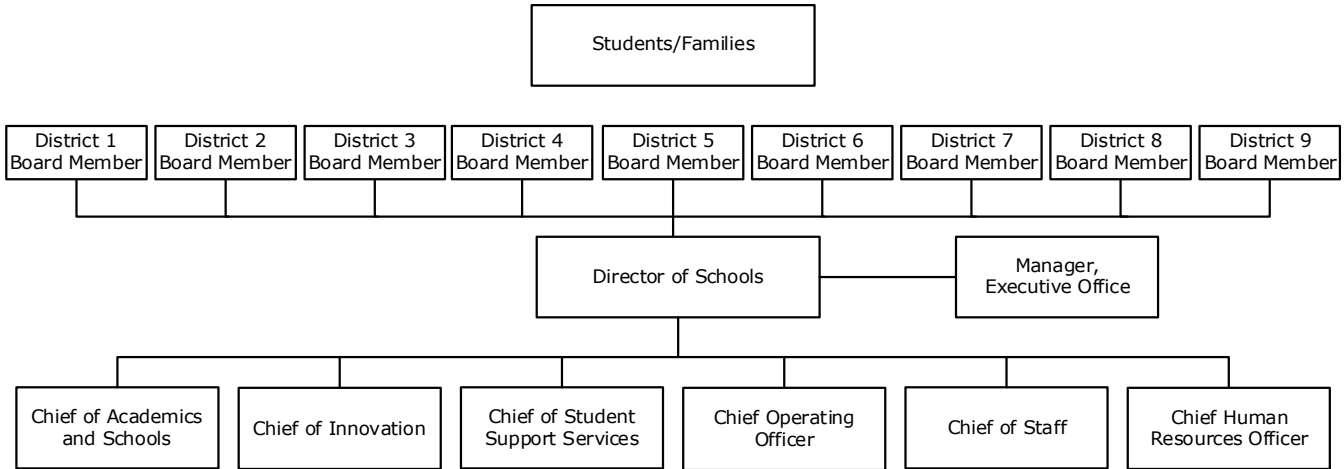 Students/Families
District 1
Board Member
District 2
Board Member
District 3
Board Member
District 4
Board Member
District 5
Board Member
District 6
Board Member
District 7
Board Member
District 8
Board Member
District 9
Board Member
Director of Schools
Manager,
Executive Office
Chief of Academics
and Schools
Chief of Innovation
Chief of Student
Support Services
Chief Operating
Officer
Chief of Staff
Chief Human
Resources Officer